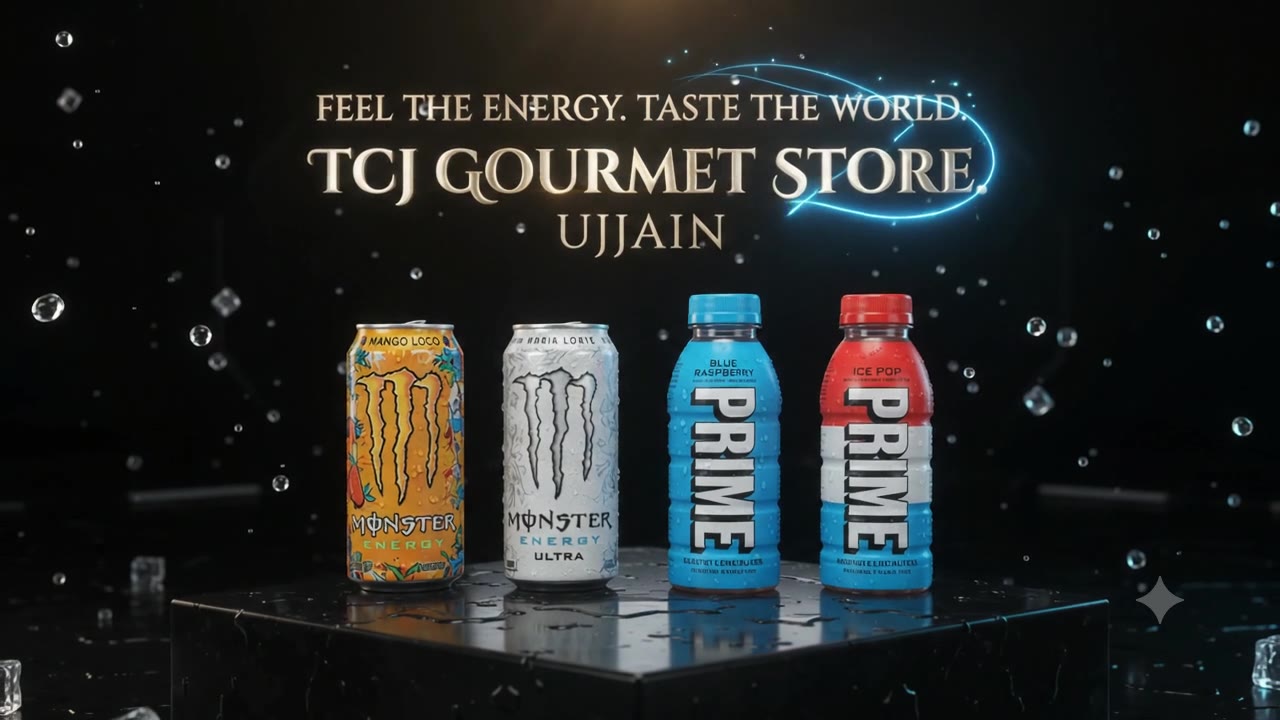 FEEL THE ENERGY. TASTE THE WORLD.
TCJ GOURMET STORE
UJJAIN
MANGO LOCO
MONSTER
ENERGY
MONSTER
ENERGY
ULTRA
BLUE
RASPBERRY
PRIME
ICE POP
PRIME